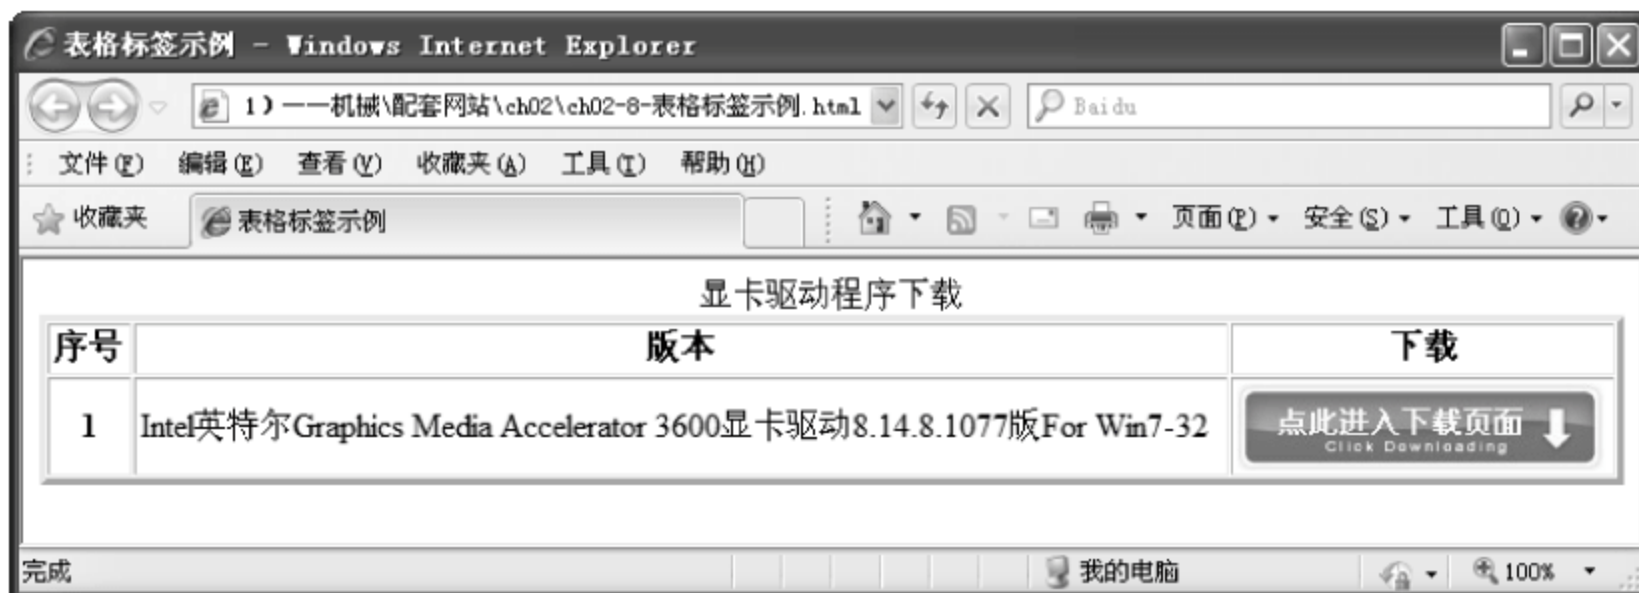 表格标签示例 - Windows Internet Explorer
1) ——机械\配套网站\ch02\ch02-8-表格标签示例.html Baidu
文件(F) 编辑(E) 查看(V) 收藏夹(A) 工具(T) 帮助(H)
收藏夹 表格标签示例 页面(P) 安全(S) 工具(O)
显卡驱动程序下载
序号 版本 下载
1 Intel英特尔Graphics Media Accelerator 3600显卡驱动8.14.8.1077版For Win7-32 点此进入下载页面
Click Downloading
完成 我的电脑 100%